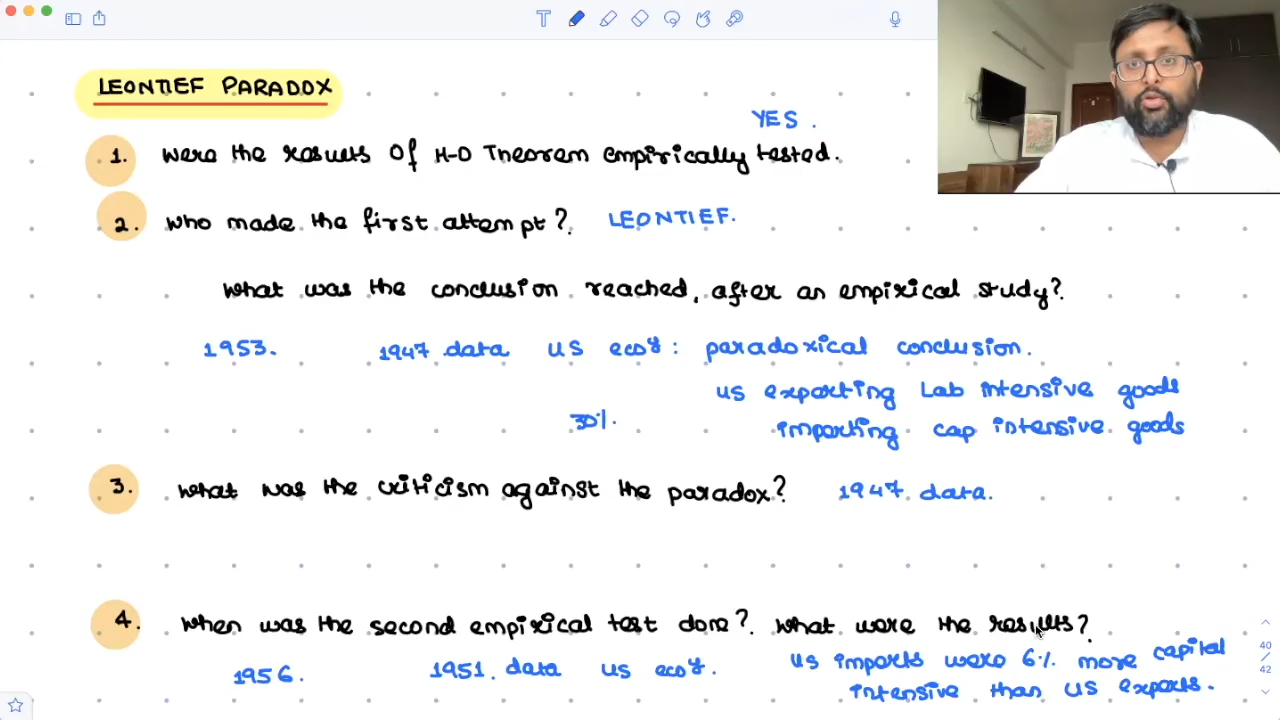 LEONTIEF PARADOX
YES.
1. Were the results Of H-O Theorem empirically tested.
2. Who made the first attempt? LEONTIEF.
What was the conclusion reached, after an empirical study?
1953. 1947 data US ecoy: paradoxical conclusion.
US exporting Lab intensive goods
30%. importing cap intensive goods
3. What was the criticism against the paradox? 1947 data.
4. When was the second empirical test done? What were the results?
1956. 1951 data US ecoy. US imports were 6% more capital
intensive than US exports.
40
/
42